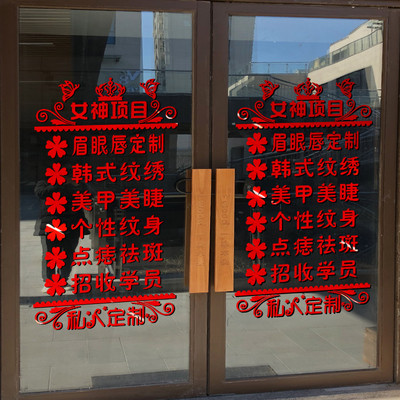 女神项目
眉眼唇定制
韩式纹绣
美甲美睫
个性纹身
点痣祛斑
招收学员
私人定制
女神项目
眉眼唇定制
韩式纹绣
美甲美睫
个性纹身
点痣祛斑
招收学员
私人定制